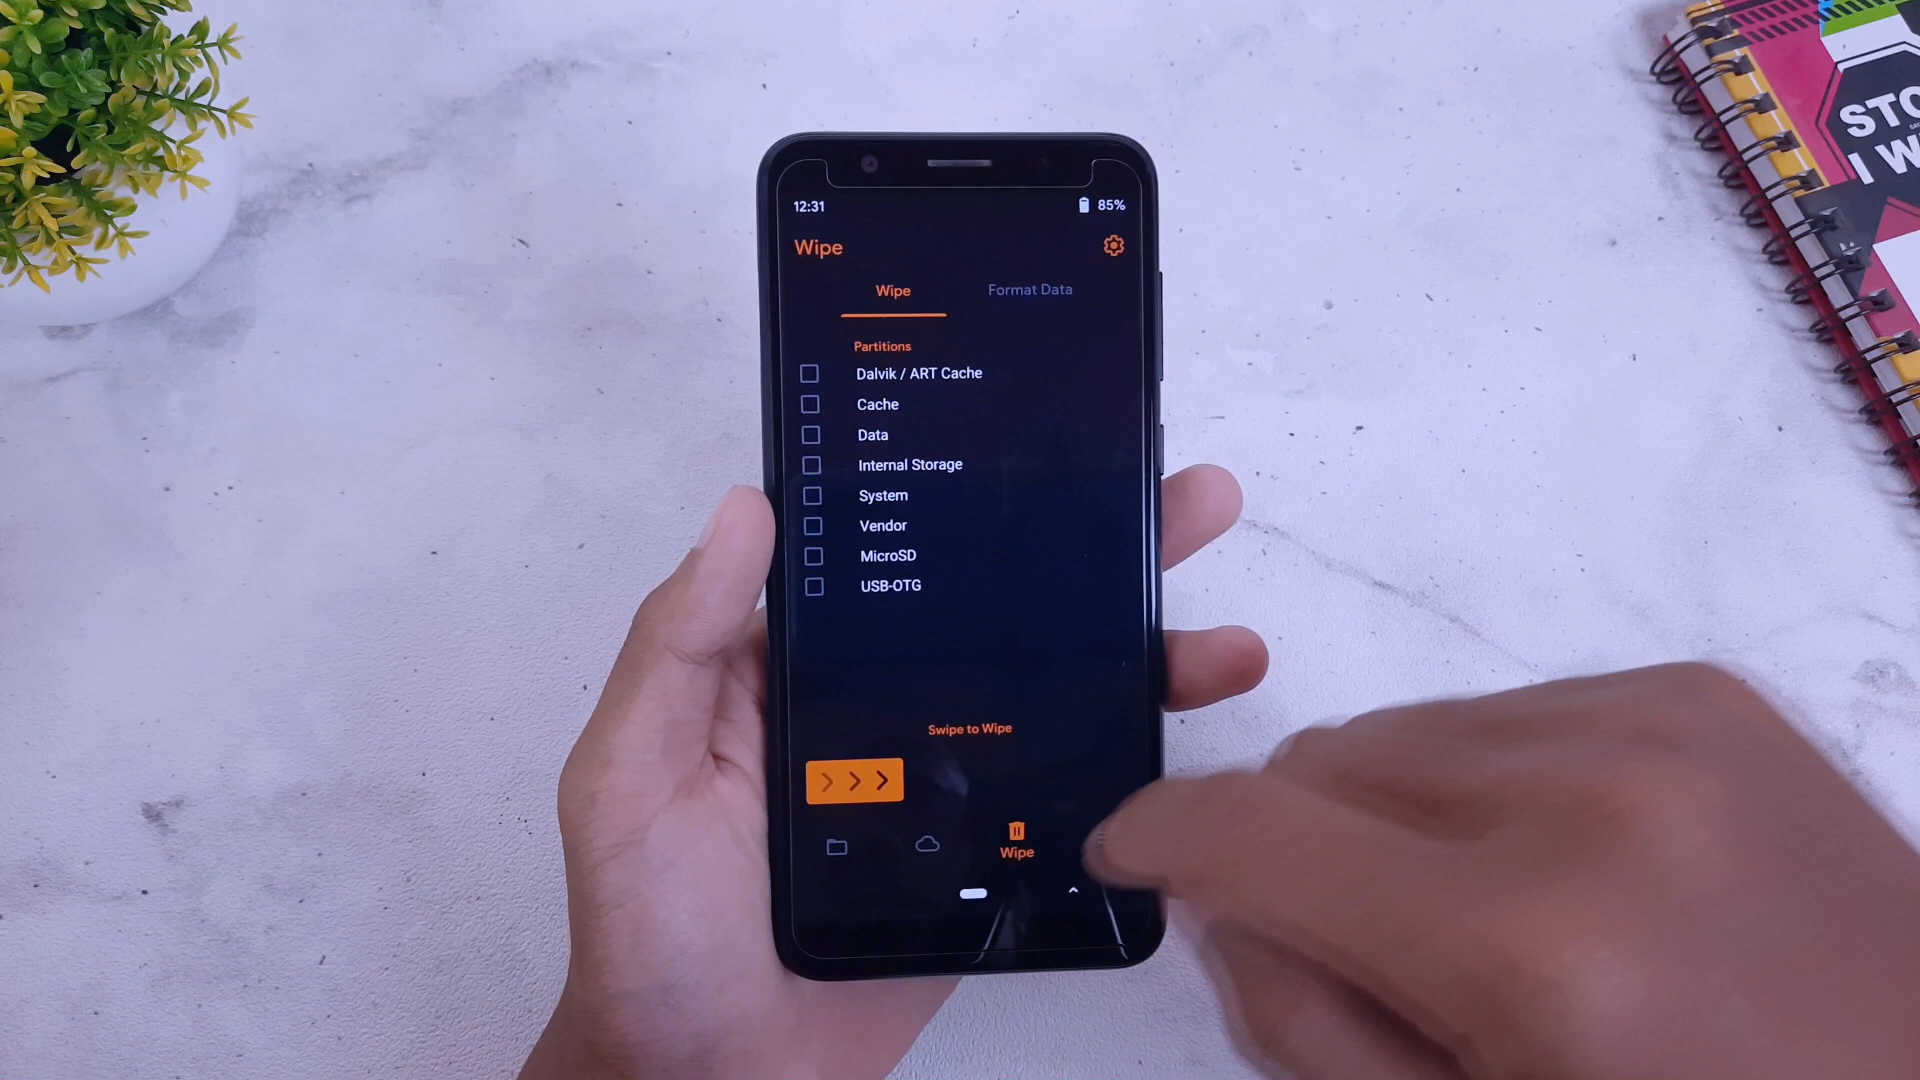 12:31
85%
Wipe
Wipe
Format Data
Partitions
Dalvik / ART Cache
Cache
Data
Internal Storage
System
Vendor
MicroSD
USB-OTG
Swipe to Wipe
Wipe
STO
I W